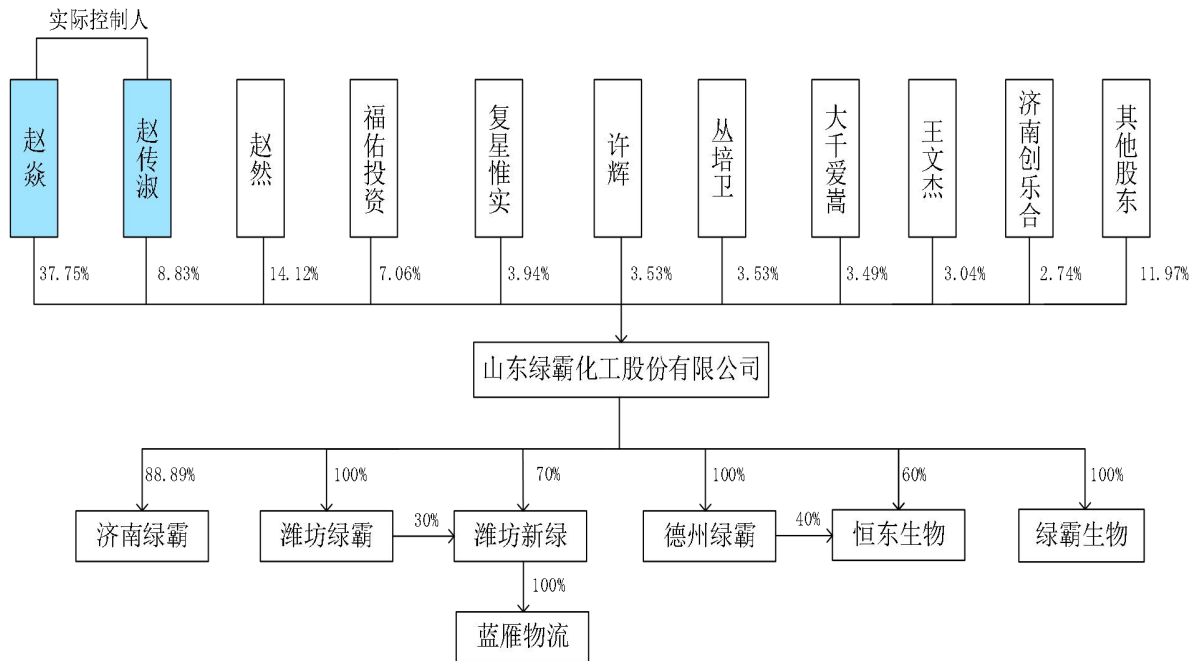 实际控制人
赵焱
赵传淑
赵然
福佑投资
复星惟实
许辉
丛培卫
大千爱嵩
王文杰
济南创乐合
其他股东
37.75%
8.83%
14.12%
7.06%
3.94%
3.53%
3.53%
3.49%
3.04%
2.74%
11.97%
山东绿霸化工股份有限公司
88.89%
100%
70%
100%
60%
100%
济南绿霸
潍坊绿霸
30%
潍坊新绿
德州绿霸
40%
恒东生物
绿霸生物
100%
蓝雁物流